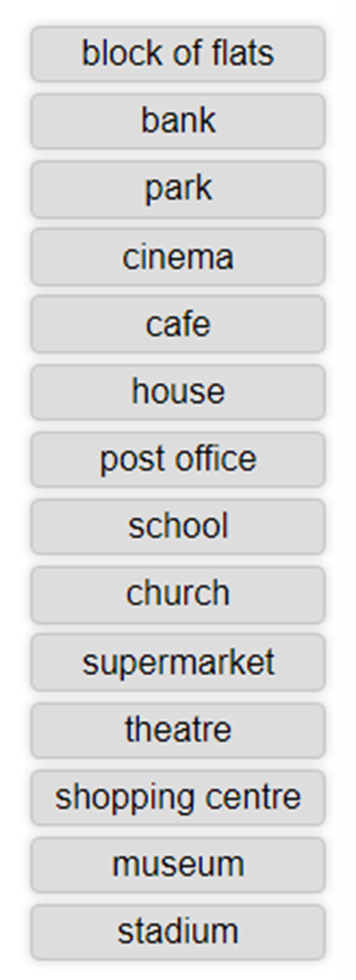 block of flats
bank
park
cinema
cafe
house
post office
school
church
supermarket
theatre
shopping centre
museum
stadium